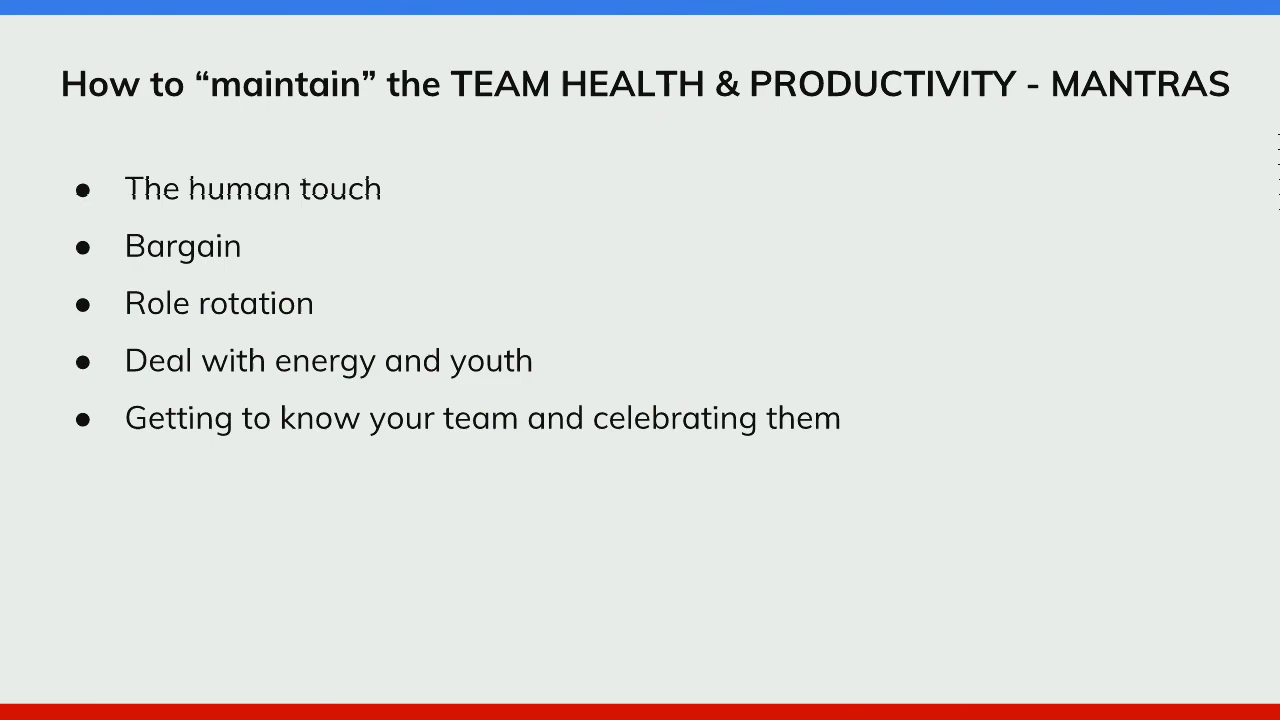 How to “maintain” the TEAM HEALTH & PRODUCTIVITY - MANTRAS
● The human touch
● Bargain
● Role rotation
● Deal with energy and youth
● Getting to know your team and celebrating them